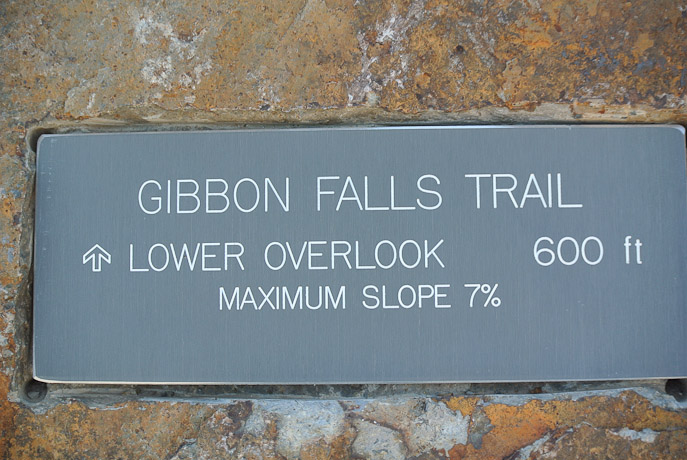 GIBBON FALLS TRAIL
↑ LOWER OVERLOOK 600 ft
MAXIMUM SLOPE 7%